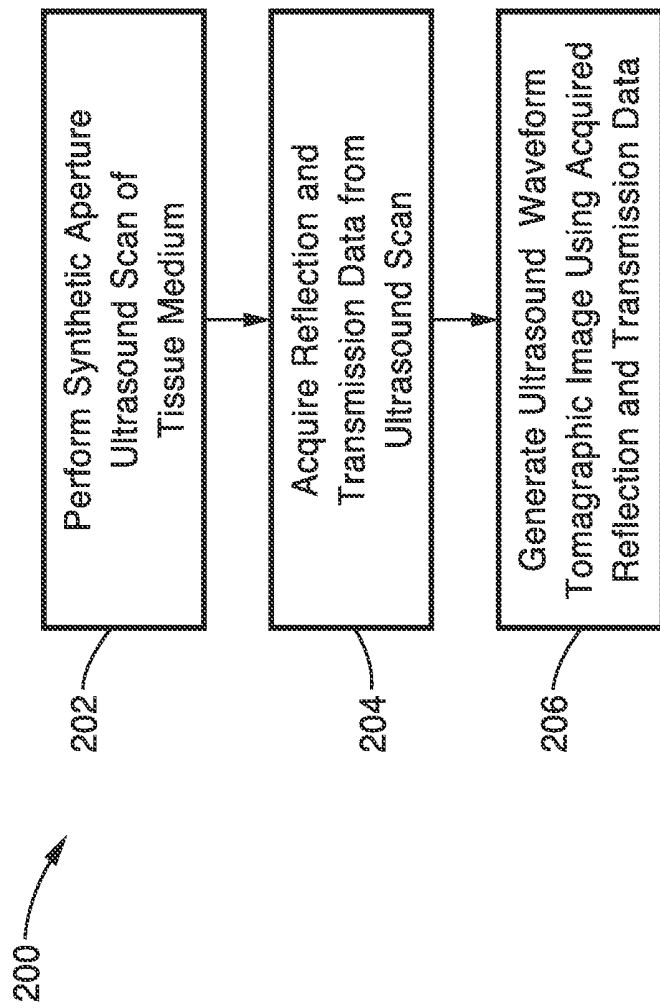 200
202
Perform Synthetic Aperture
Ultrasound Scan of
Tissue Medium
204
Acquire Reflection and
Transmission Data from
Ultrasound Scan
206
Generate Ultrasound Waveform
Tomagraphic Image Using Acquired
Reflection and Transmission Data